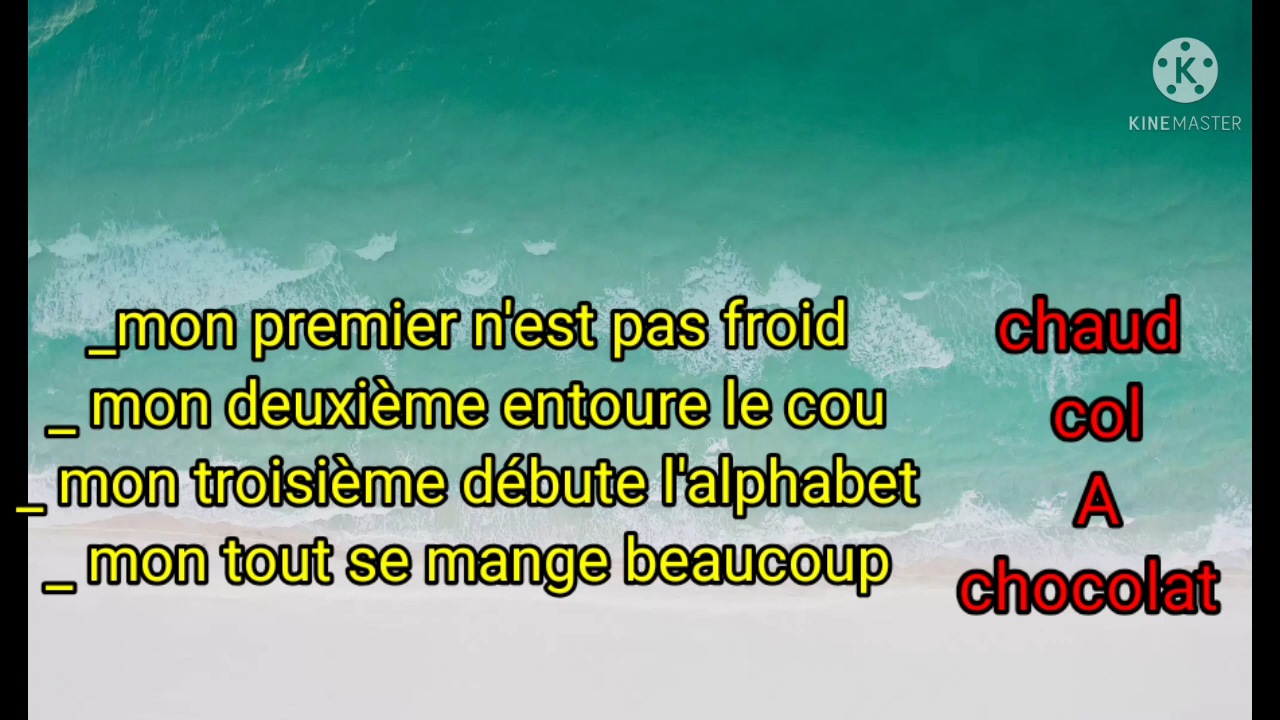 KINEMASTER
_mon premier n'est pas froid
chaud
_ mon deuxième entoure le cou
col
_ mon troisième débute l'alphabet
A
_ mon tout se mange beaucoup
chocolat